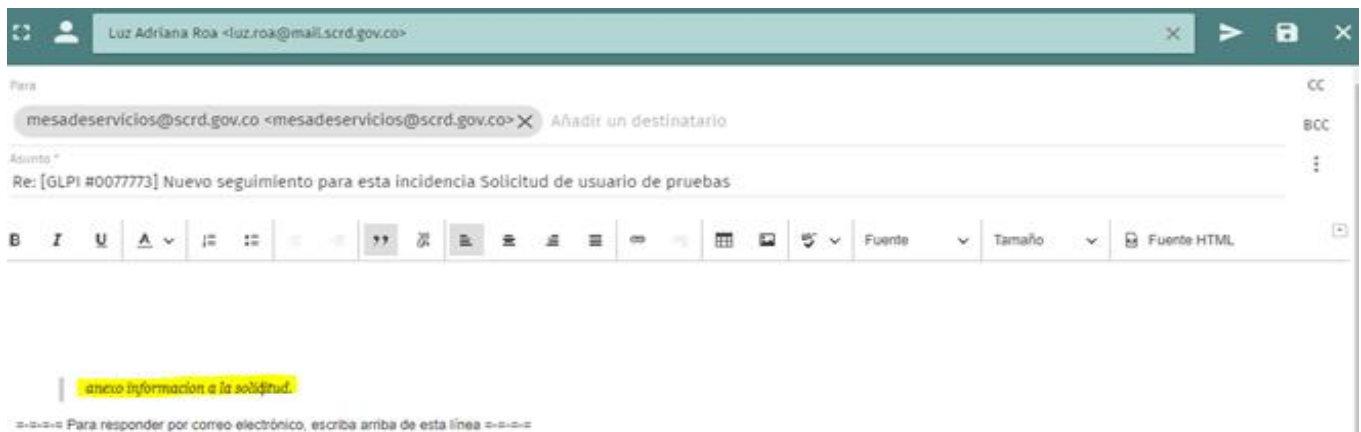 Luz Adriana Roa <luz.roa@mail.scrd.gov.co>
Para
CC
mesadeservicios@scrd.gov.co <mesadeservicios@scrd.gov.co> Añadir un destinatario
BCC
Asunto *
Re: [GLPI #0077773] Nuevo seguimiento para esta incidencia Solicitud de usuario de pruebas
B I U A Fuente Tamaño Fuente HTML
anexo informacion a la soliditud.
=-=-=-= Para responder por correo electrónico, escriba arriba de esta línea =-=-=-=